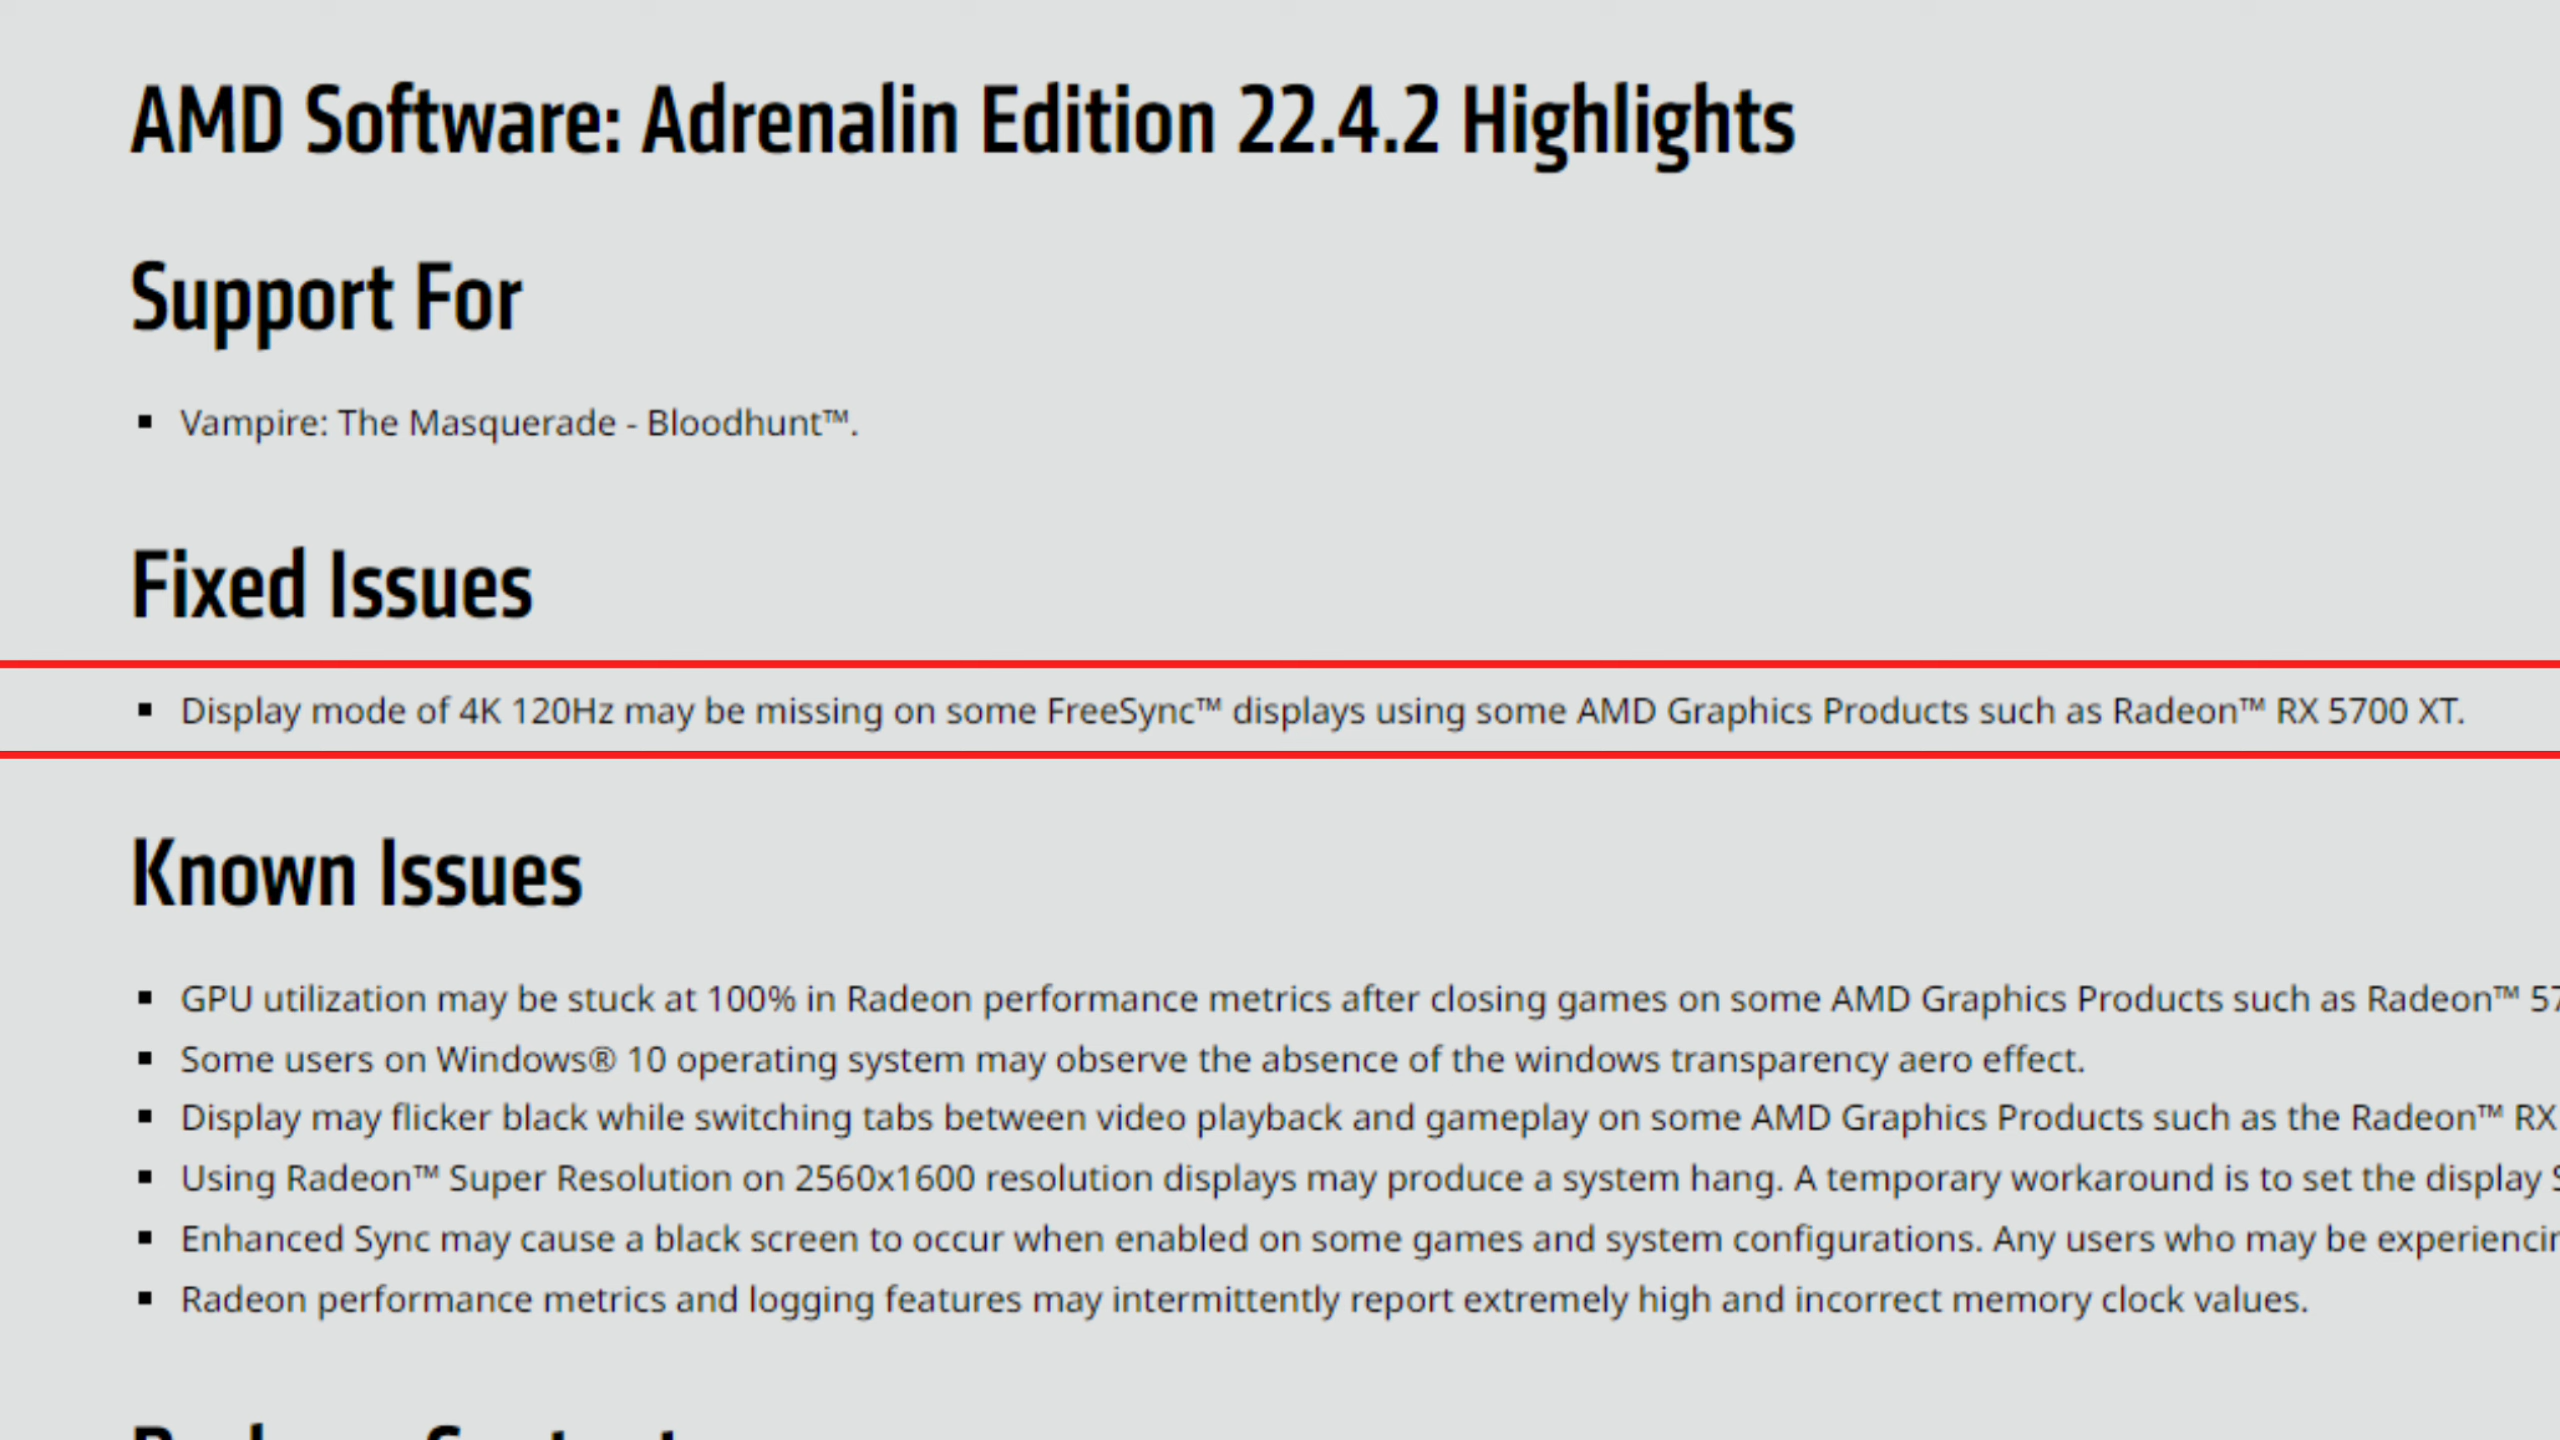 AMD Software: Adrenalin Edition 22.4.2 Highlights
Support For
▪ Vampire: The Masquerade - Bloodhunt™.
Fixed Issues
▪ Display mode of 4K 120Hz may be missing on some FreeSync™ displays using some AMD Graphics Products such as Radeon™ RX 5700 XT.
Known Issues
▪ GPU utilization may be stuck at 100% in Radeon performance metrics after closing games on some AMD Graphics Products such as Radeon™ 57
▪ Some users on Windows® 10 operating system may observe the absence of the windows transparency aero effect.
▪ Display may flicker black while switching tabs between video playback and gameplay on some AMD Graphics Products such as the Radeon™ RX
▪ Using Radeon™ Super Resolution on 2560x1600 resolution displays may produce a system hang. A temporary workaround is to set the display
▪ Enhanced Sync may cause a black screen to occur when enabled on some games and system configurations. Any users who may be
▪ Radeon performance metrics and logging features may intermittently report extremely high and incorrect memory clock values.